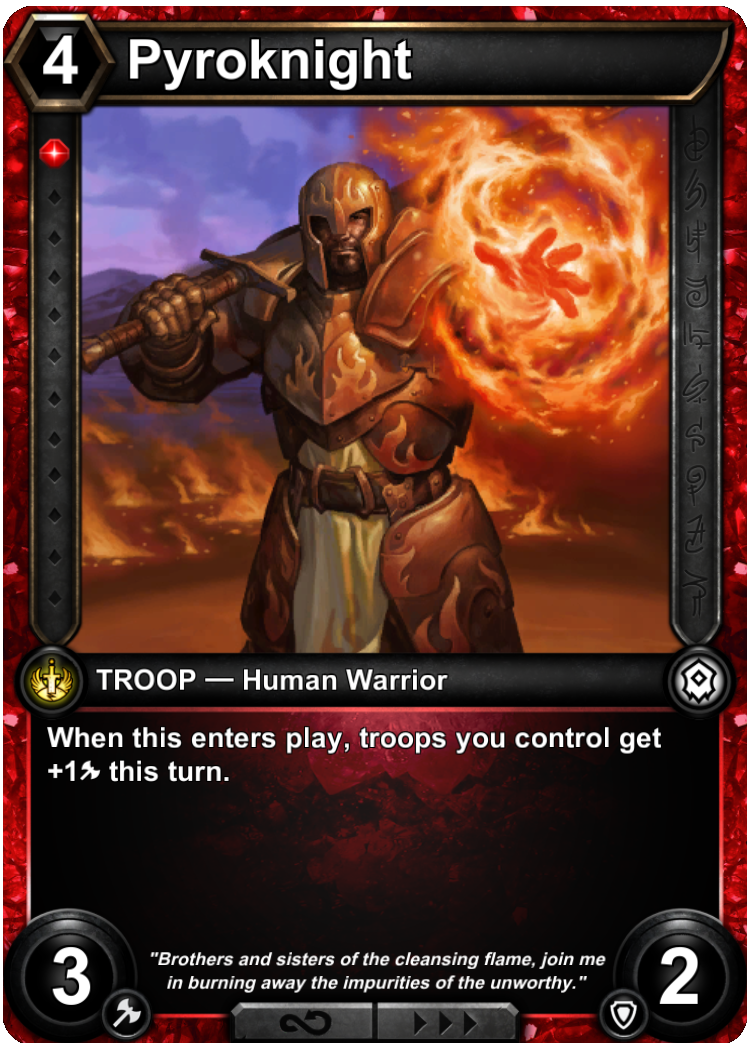 4 Pyroknight
TROOP — Human Warrior
When this enters play, troops you control get
+1 this turn.
"Brothers and sisters of the cleansing flame, join me
in burning away the impurities of the unworthy."
3
2